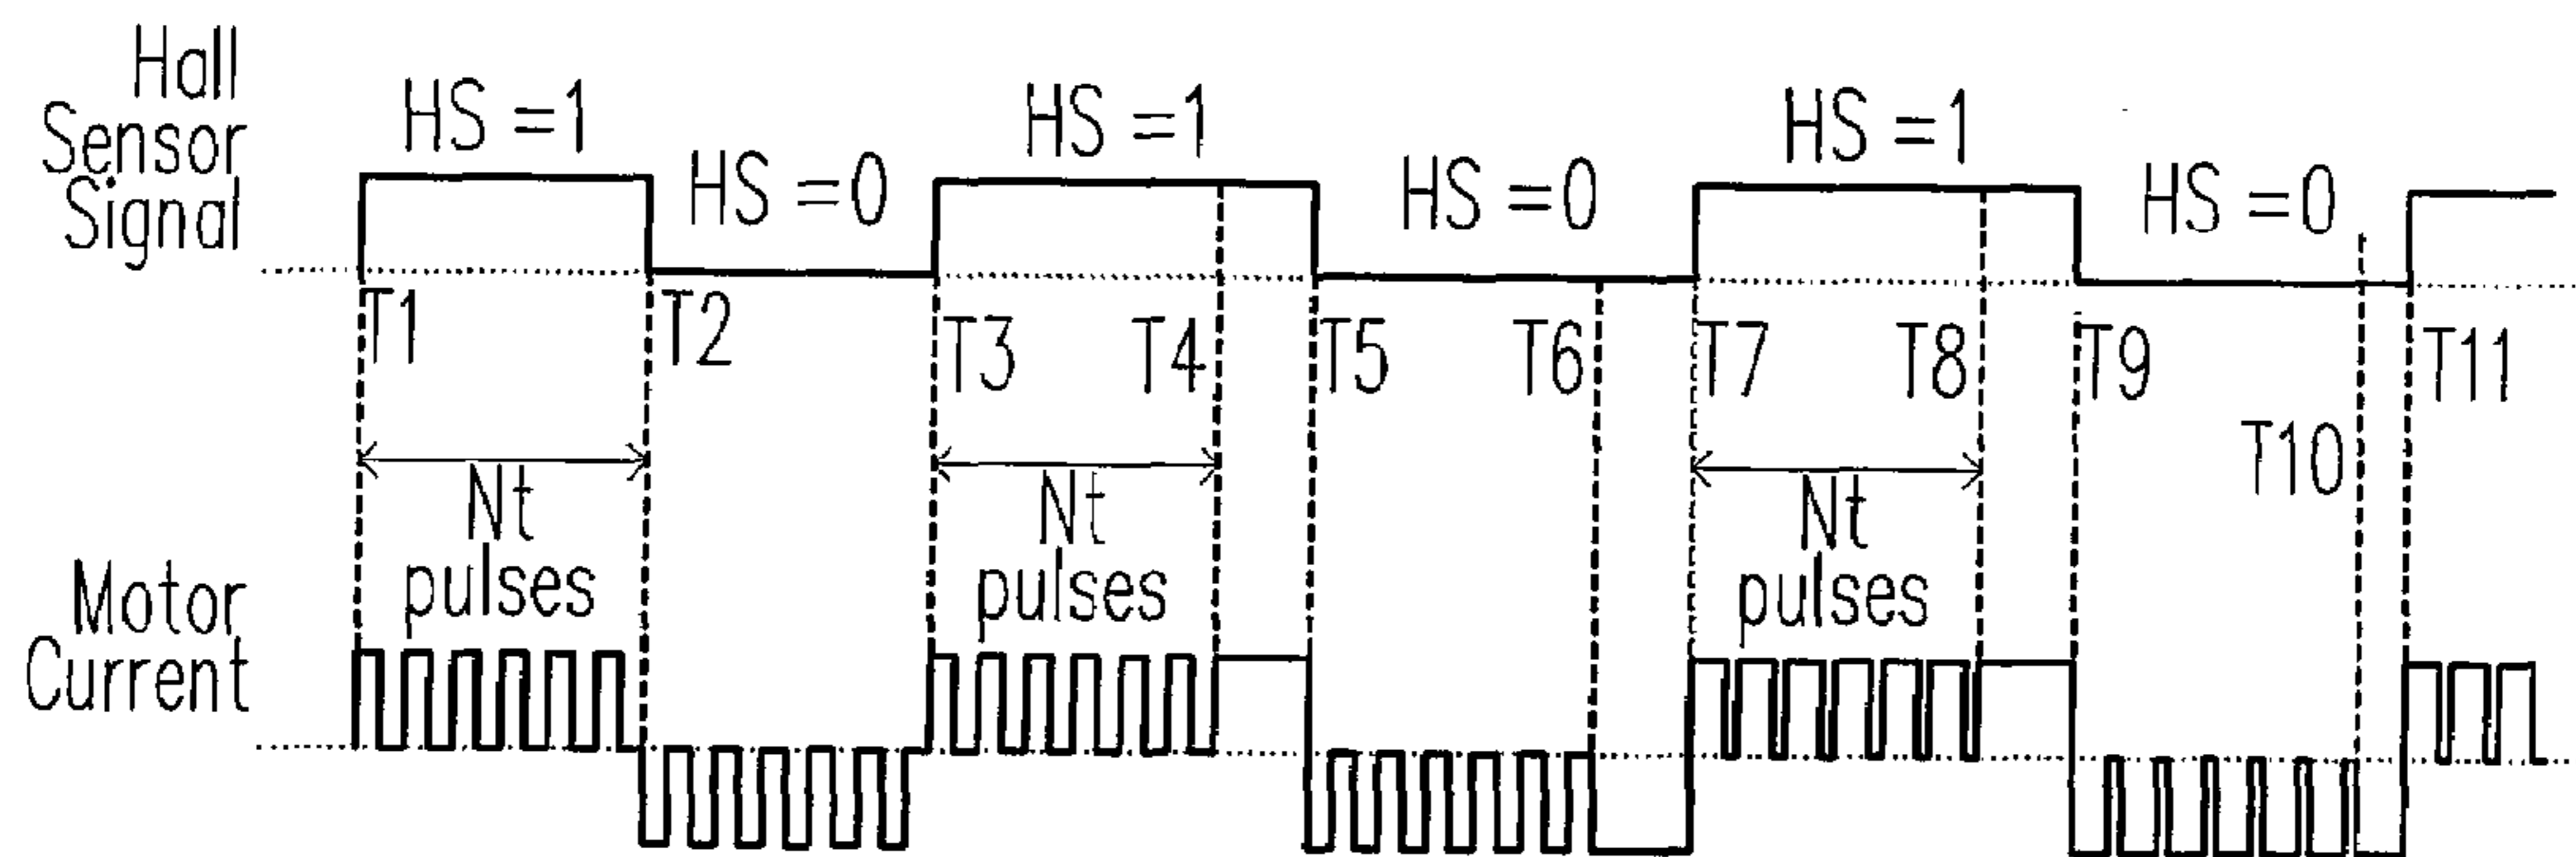 Hall
Sensor
Signal
HS =1
HS =0
HS =1
HS =0
HS =1
HS =0
T1
T2
T3
T4
T5
T6
T7
T8
T9
T10
T11
Nt
pulses
Nt
pulses
Nt
pulses
Motor
Current